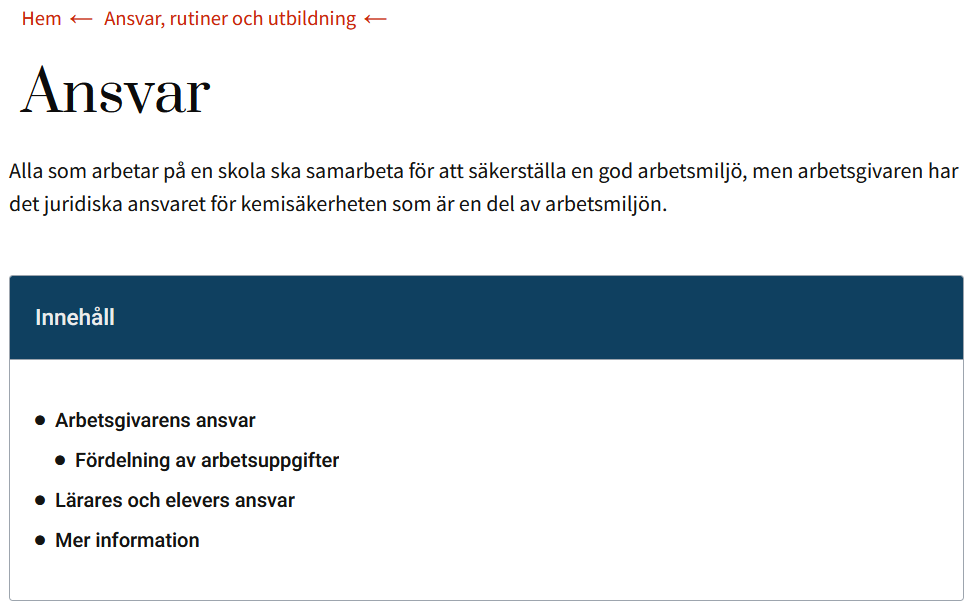 Hem ← Ansvar, rutiner och utbildning ←
Ansvar
Alla som arbetar på en skola ska samarbeta för att säkerställa en god arbetsmiljö, men arbetsgivaren har
det juridiska ansvaret för kemisäkerheten som är en del av arbetsmiljön.
Innehåll
• Arbetsgivarens ansvar
• Fördelning av arbetsuppgifter
• Lärares och elevers ansvar
• Mer information